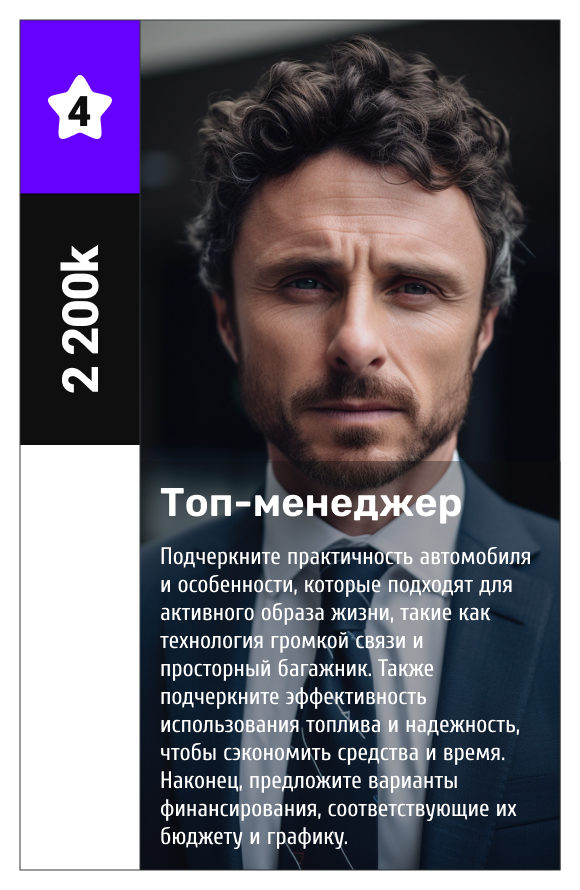 4
2 200k
Топ-менеджер
Подчеркните практичность автомобиля
и особенности, которые подходят для
активного образа жизни, такие как
технология громкой связи и
просторный багажник. Также
подчеркните эффективность
использования топлива и надежность,
чтобы сэкономить средства и время.
Наконец, предложите варианты
финансирования, соответствующие их
бюджету и графику.